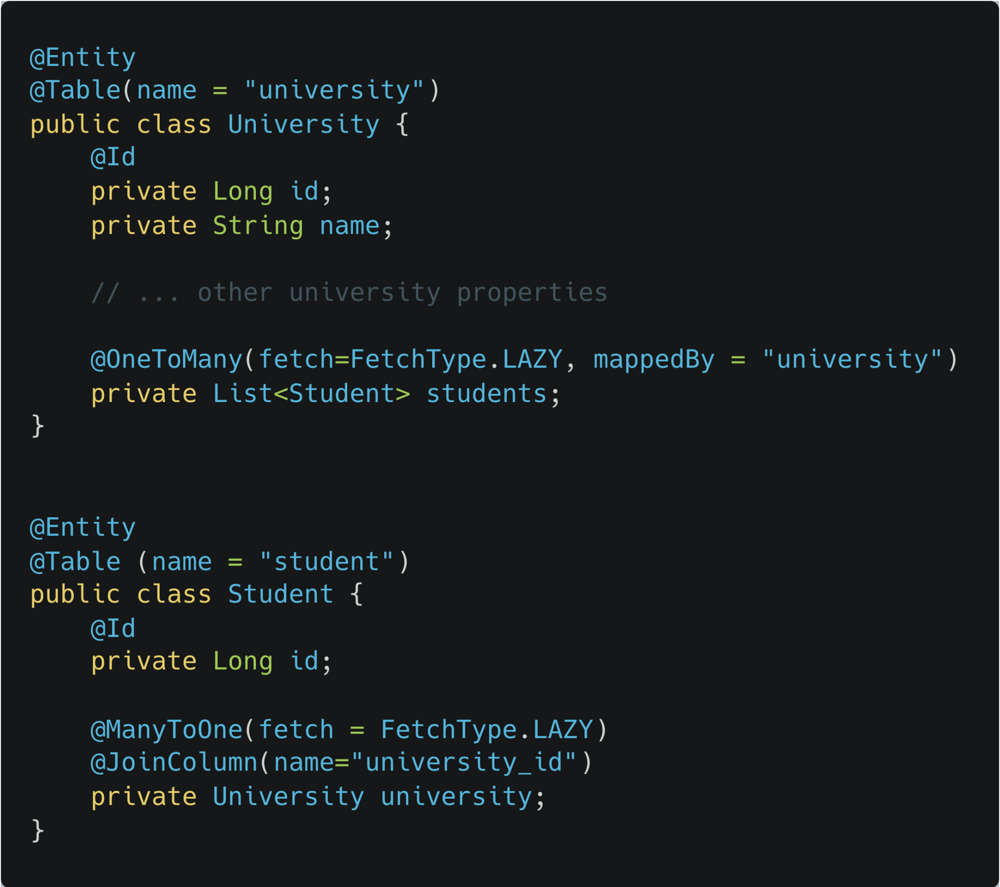 @Entity
@Table(name = "university")
public class University {
    @Id
    private Long id;
    private String name;
    // ... other university properties
    @OneToMany(fetch=FetchType.LAZY, mappedBy = "university")
    private List<Student> students;
}
@Entity
@Table (name = "student")
public class Student {
    @Id
    private Long id;
    @ManyToOne(fetch = FetchType.LAZY)
    @JoinColumn(name="university_id")
    private University university;
}